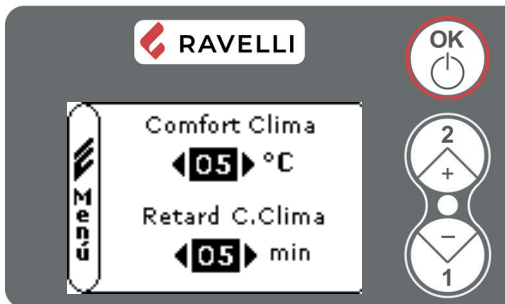 RAVELLI
OK
Comfort Clima
05 °C
Menú
Retard C.Clima
05 min
2
+
−
1